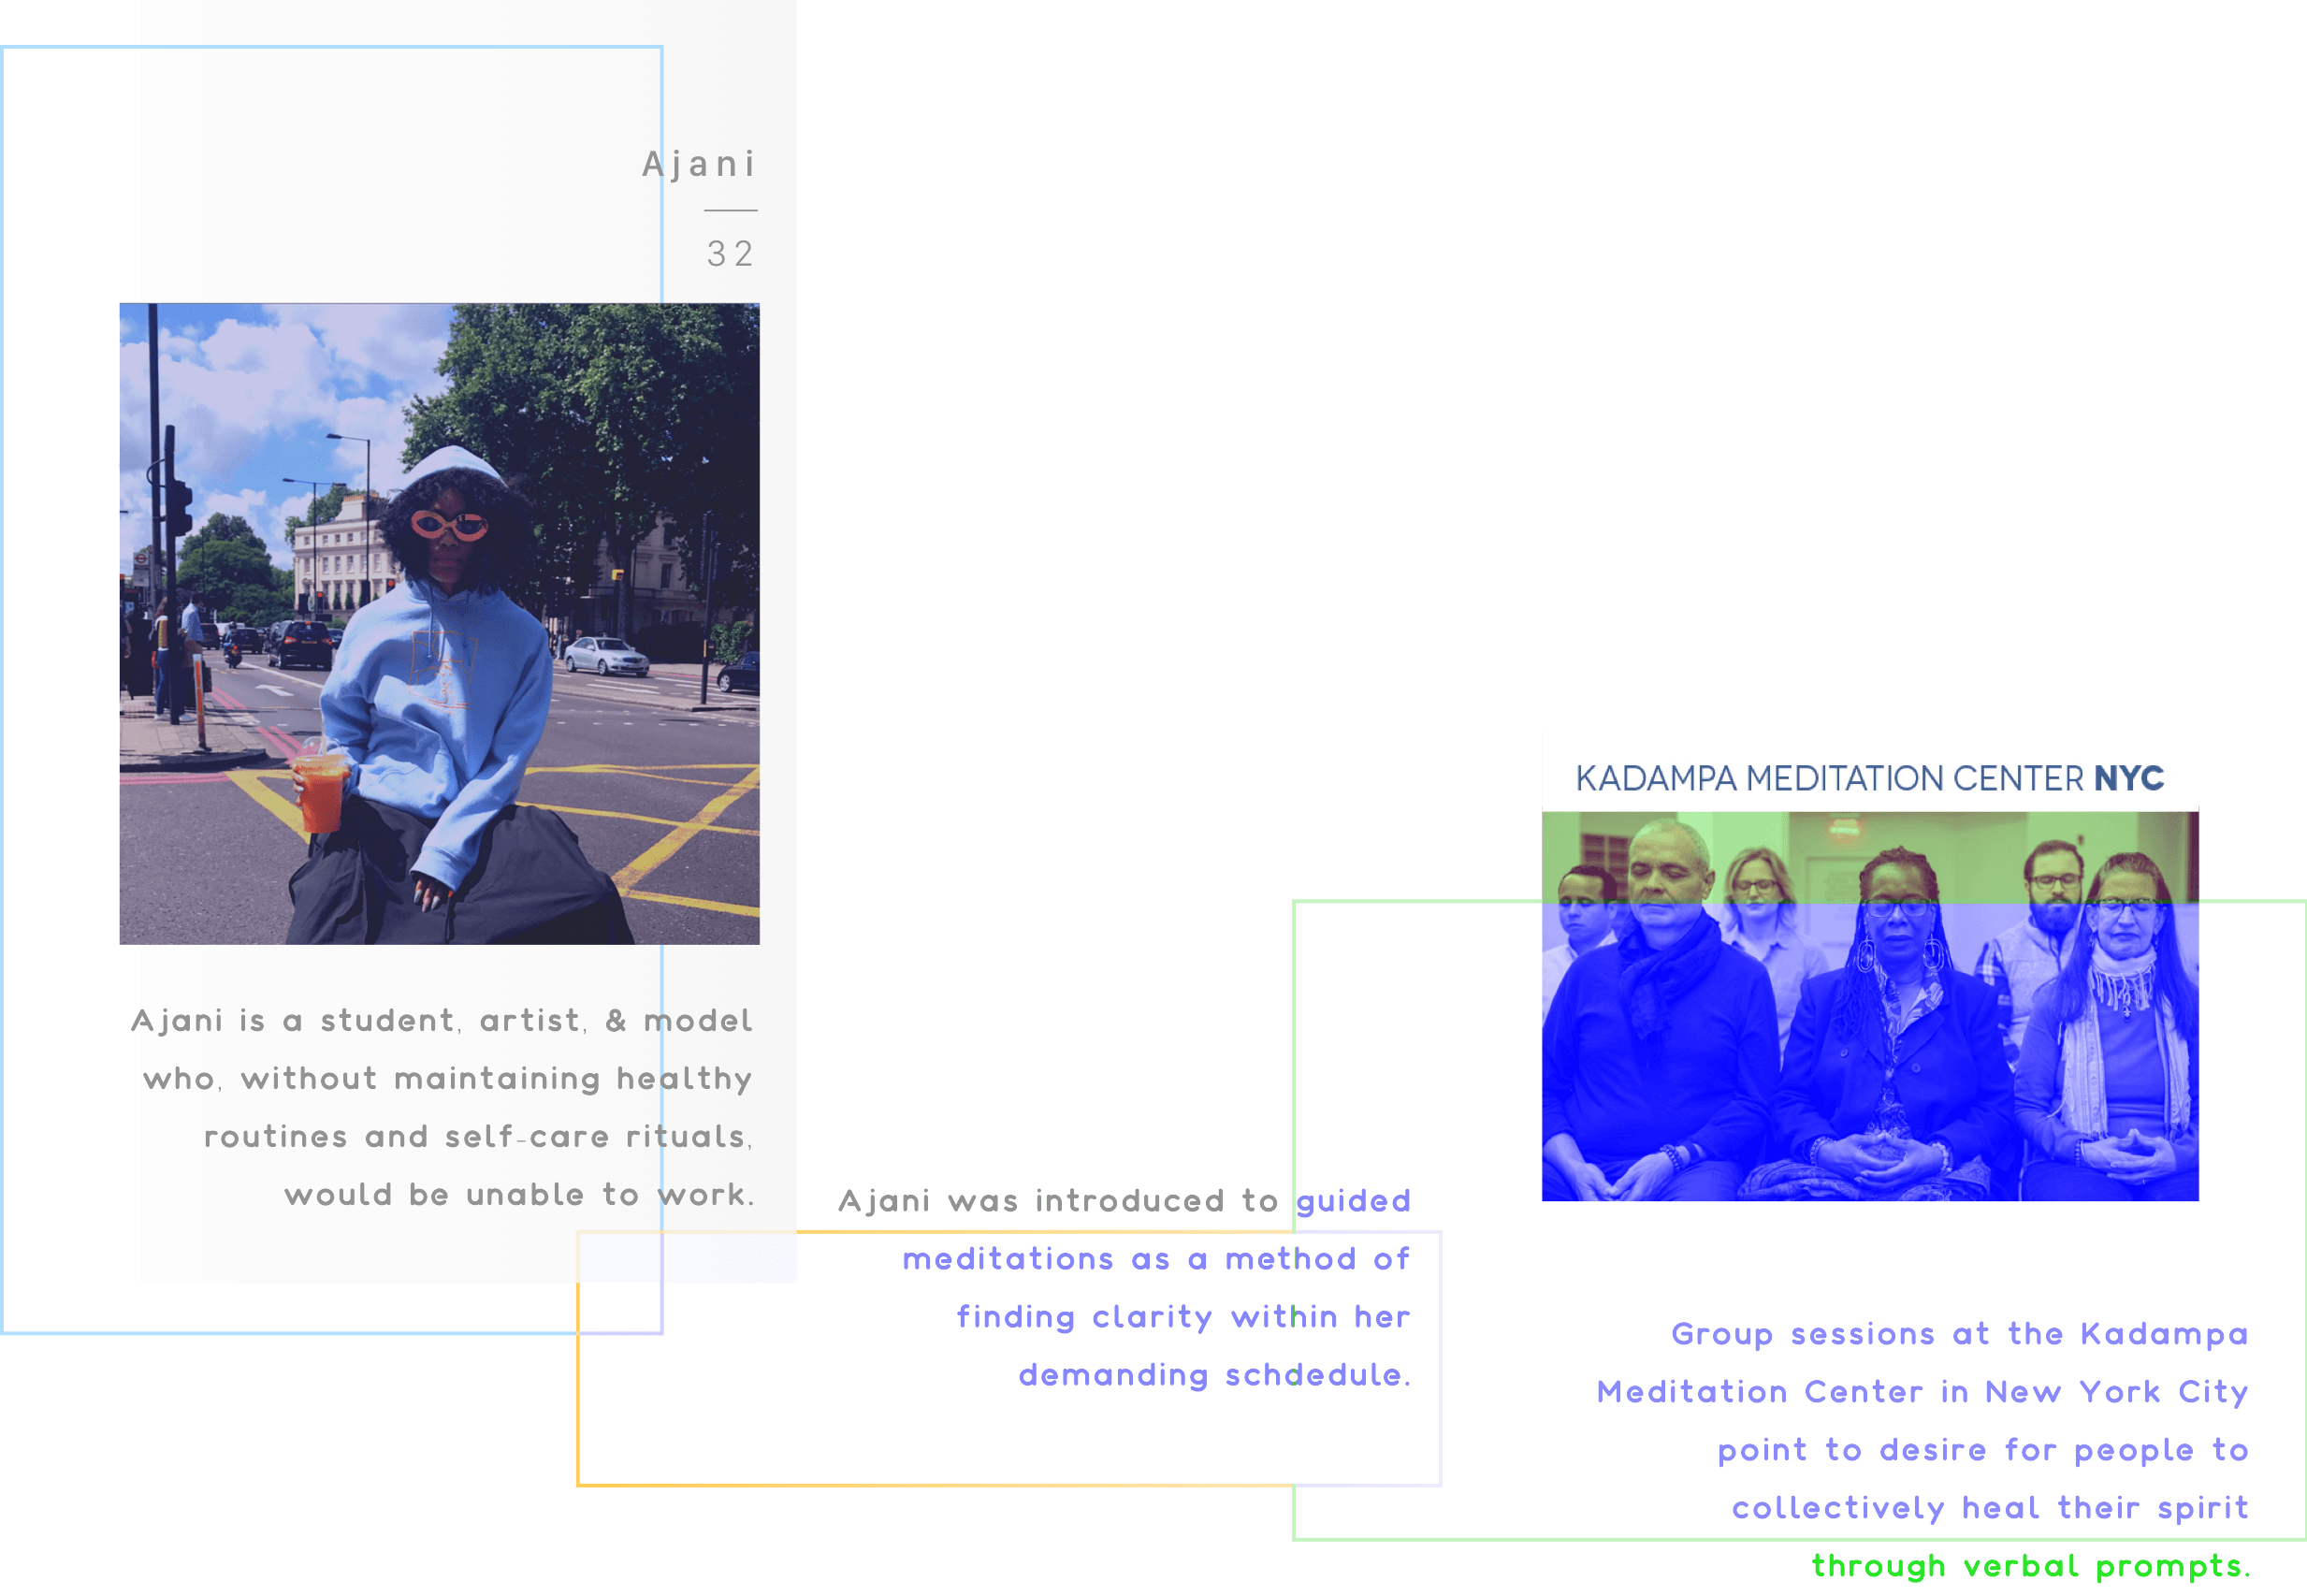 Ajani
32
Ajani is a student, artist, & model
who, without maintaining healthy
routines and self-care rituals,
would be unable to work.
Ajani was introduced to guided
meditations as a method of
finding clarity within her
demanding schdedule.
KADAMPA MEDITATION CENTER NYC
Group sessions at the Kadampa
Meditation Center in New York City
point to desire for people to
collectively heal their spirit
through verbal prompts.